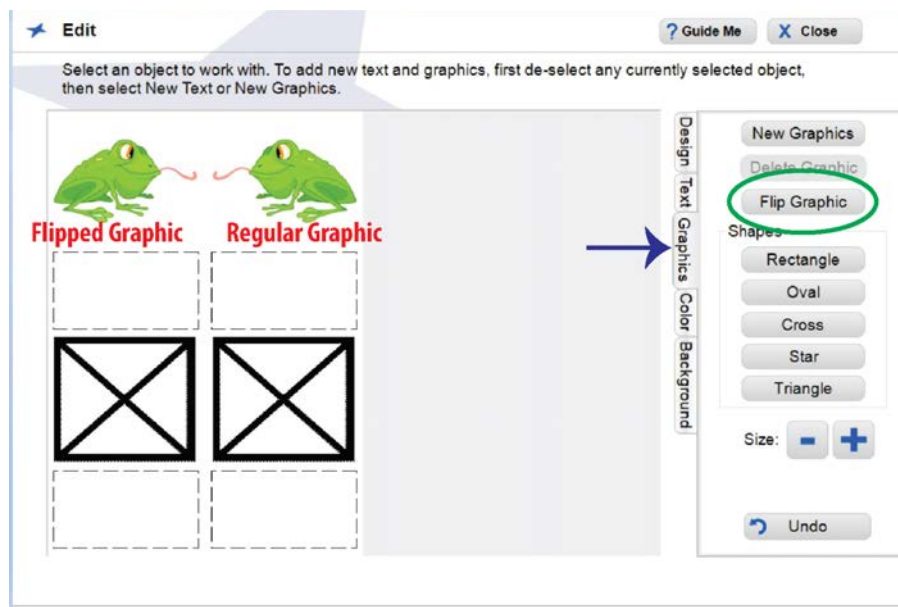 Edit
? Guide Me
X Close
Select an object to work with. To add new text and graphics, first de-select any currently selected object,
then select New Text or New Graphics.
Flipped Graphic
Regular Graphic
Design
Text
Graphics
Color
Background
New Graphics
Delete Graphic
Flip Graphic
Shapes
Rectangle
Oval
Cross
Star
Triangle
Size: - +
Undo